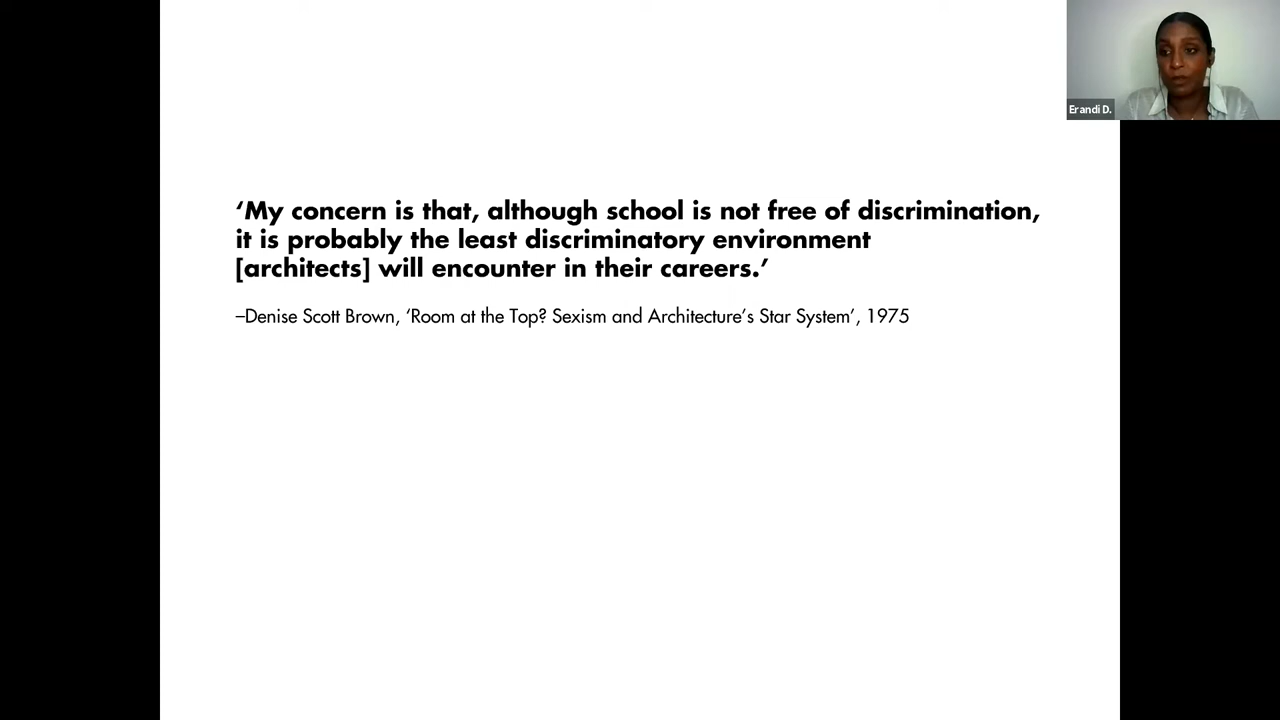 ‘My concern is that, although school is not free of discrimination,
it is probably the least discriminatory environment
[architects] will encounter in their careers.’
–Denise Scott Brown, ‘Room at the Top? Sexism and Architecture’s Star System’, 1975
Erandi D.